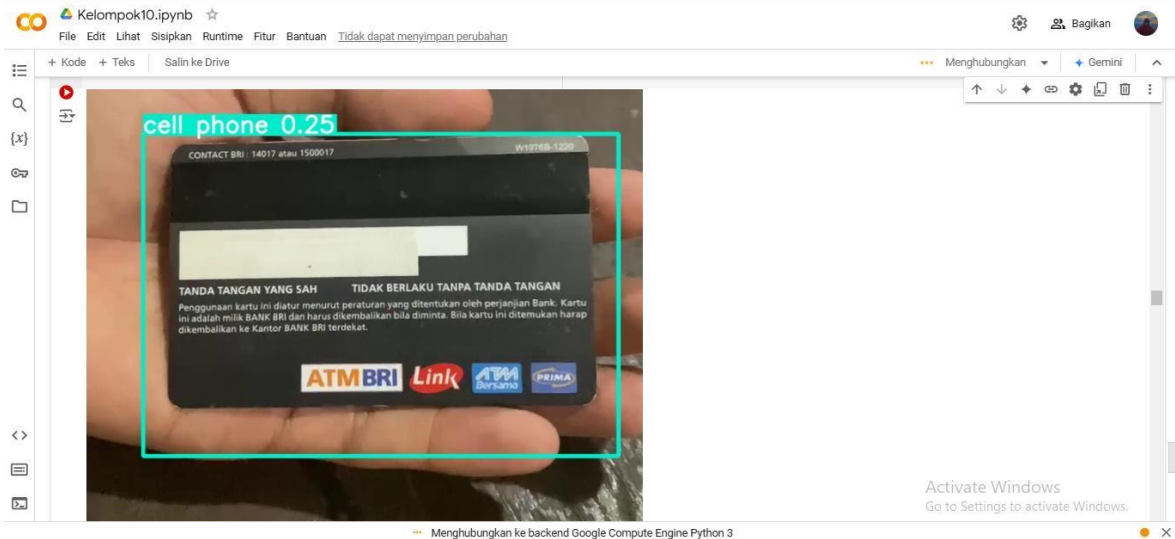 Kelompok10.ipynb
File Edit Lihat Sisipkan Runtime Fitur Bantuan Tidak dapat menyimpan perubahan
Bagikan
+ Kode + Teks Salin ke Drive
Menghubungkan
Gemini
{x}
cell phone 0.25
CONTACT BRI : 14017 atau 1500017
W1976B-1220
TANDA TANGAN YANG SAH TIDAK BERLAKU TANPA TANDA TANGAN
Penggunaan kartu ini diatur menurut peraturan yang ditentukan oleh perjanjian Bank. Kartu
ini adalah milik BANK BRI dan harus dikembalikan bila diminta. Bila kartu ini ditemukan harap
dikembalikan ke Kantor BANK BRI terdekat.
ATM BRI Link ATM Bersama PRIMA
Activate Windows
Go to Settings to activate Windows.
Menghubungkan ke backend Google Compute Engine Python 3